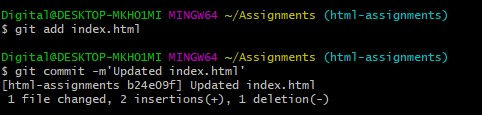 Digital@DESKTOP-MKHO1MI MINGW64 ~/Assignments (html-assignments)
$ git add index.html
Digital@DESKTOP-MKHO1MI MINGW64 ~/Assignments (html-assignments)
$ git commit -m'Updated index.html'
[html-assignments b24e09f] Updated index.html
1 file changed, 2 insertions(+), 1 deletion(-)